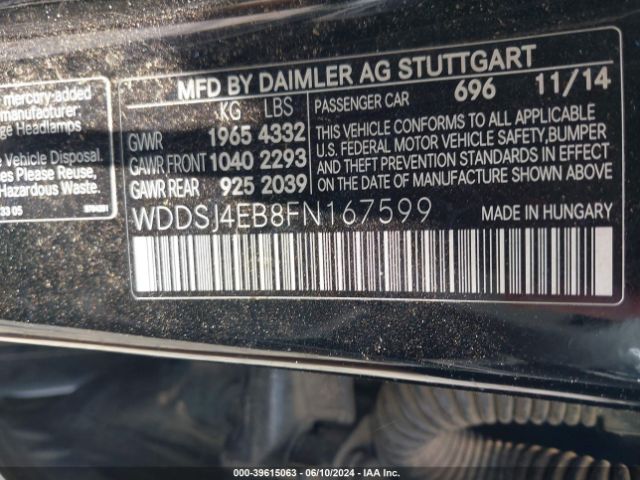 MFD BY DAIMLER AG STUTTGART
KG LBS
GVWR 1965 4332
GAWR FRONT 1040 2293
GAWR REAR 925 2039
PASSENGER CAR 696 11/14
THIS VEHICLE CONFORMS TO ALL APPLICABLE
U.S. FEDERAL MOTOR VEHICLE SAFETY, BUMPER
AND THEFT PREVENTION STANDARDS IN EFFECT
ON THE DATE OF MANUFACTURE SHOWN ABOVE
WDDSJ4EB8FN167599
MADE IN HUNGARY
mercury-added
manufacturer.
Headlamps
Vehicle Disposal.
Please Remove
Hazardous Waste.
33 05
000-39615063 - 06/10/2024 - IAA Inc.